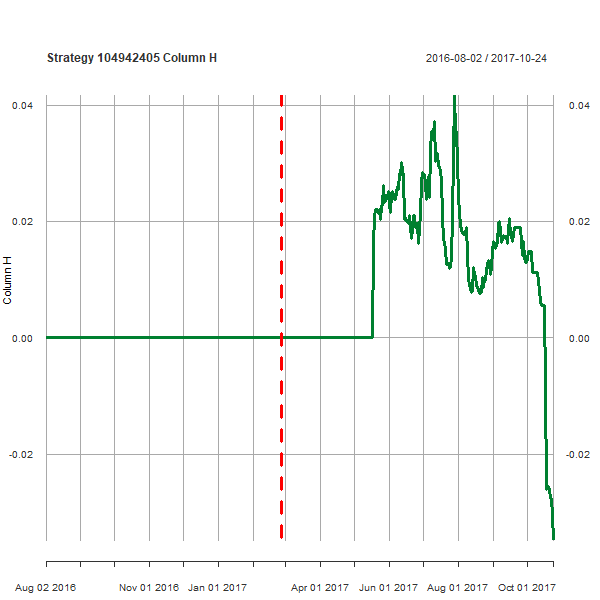 Strategy 104942405 Column H
2016-08-02 / 2017-10-24
0.04
0.04
0.02
0.02
Column H
0.00
0.00
-0.02
-0.02
Aug 02 2016
Nov 01 2016
Jan 01 2017
Apr 01 2017
Jun 01 2017
Aug 01 2017
Oct 01 2017